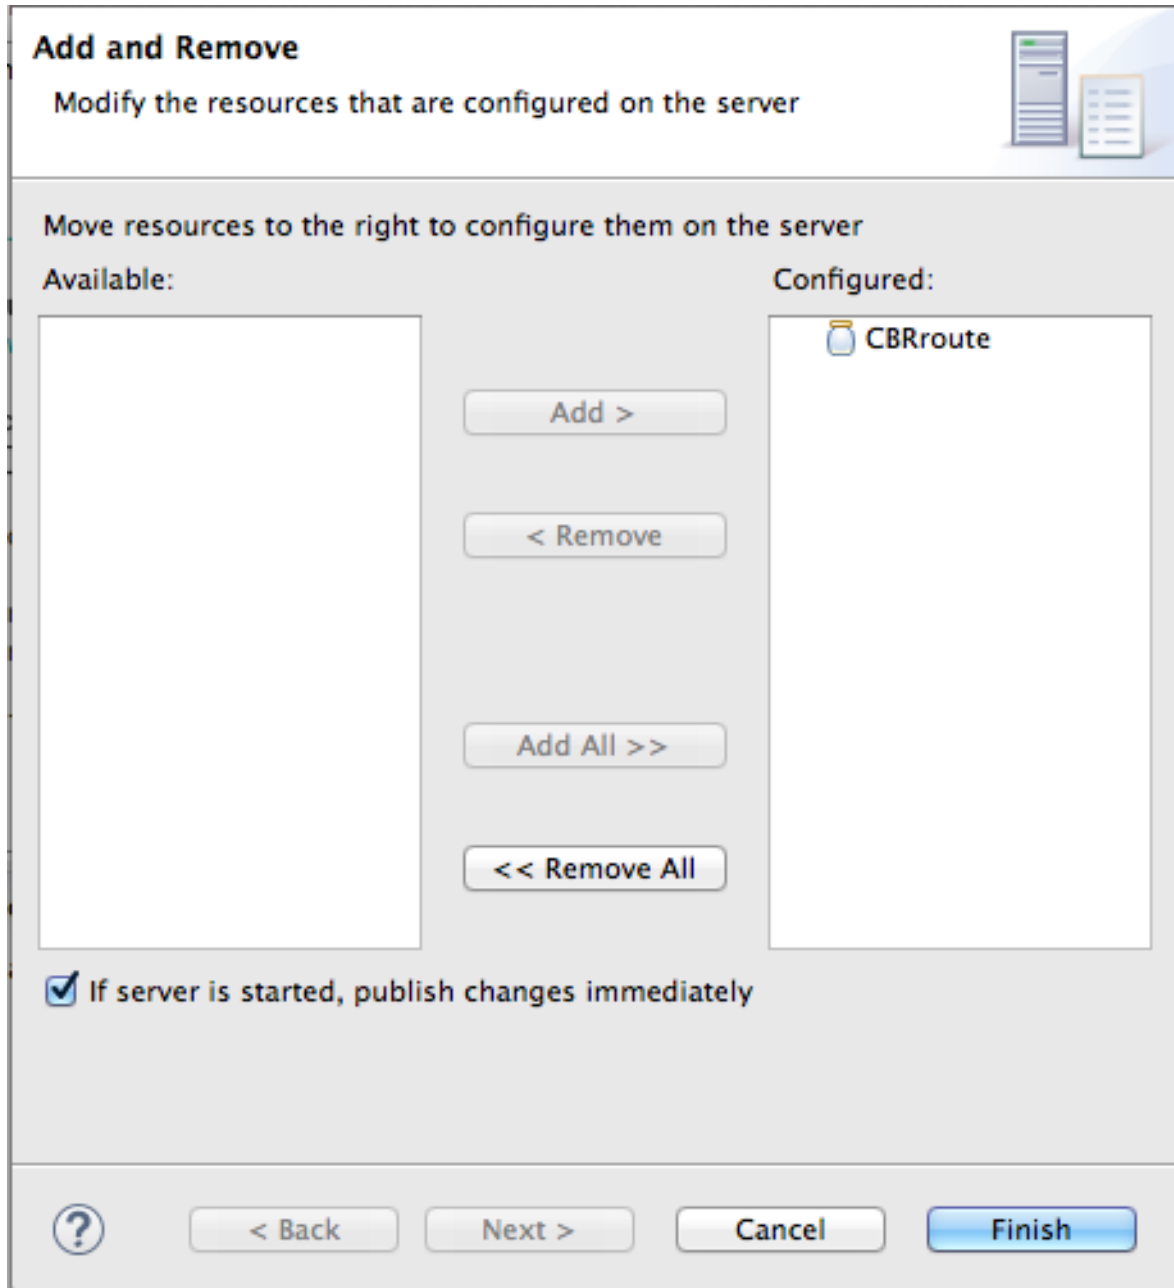 Add and Remove
Modify the resources that are configured on the server
Move resources to the right to configure them on the server
Available:
Configured:
CBRroute
Add >
< Remove
Add All >>
<< Remove All
If server is started, publish changes immediately
?
< Back
Next >
Cancel
Finish